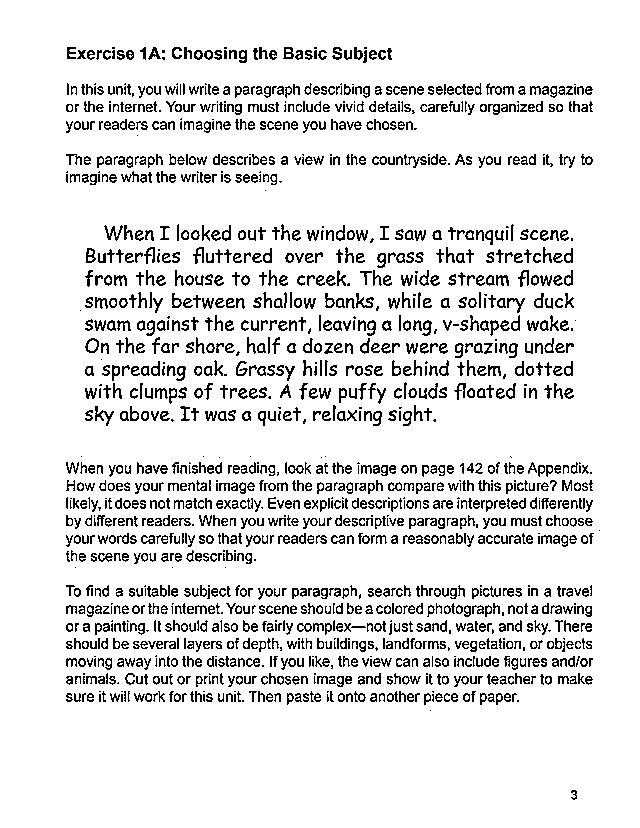 Exercise 1A: Choosing the Basic Subject
In this unit, you will write a paragraph describing a scene selected from a magazine
or the internet. Your writing must include vivid details, carefully organized so that
your readers can imagine the scene you have chosen.
The paragraph below describes a view in the countryside. As you read it, try to
imagine what the writer is seeing.
When I looked out the window, I saw a tranquil scene.
Butterflies fluttered over the grass that stretched
from the house to the creek. The wide stream flowed
smoothly between shallow banks, while a solitary duck
swam against the current, leaving a long, v-shaped wake.
On the far shore, half a dozen deer were grazing under
a spreading oak. Grassy hills rose behind them, dotted
with clumps of trees. A few puffy clouds floated in the
sky above. It was a quiet, relaxing sight.
When you have finished reading, look at the image on page 142 of the Appendix.
How does your mental image from the paragraph compare with this picture? Most
likely, it does not match exactly. Even explicit descriptions are interpreted differently
by different readers. When you write your descriptive paragraph, you must choose
your words carefully so that your readers can form a reasonably accurate image of
the scene you are describing.
To find a suitable subject for your paragraph, search through pictures in a travel
magazine or the internet. Your scene should be a colored photograph, not a drawing
or a painting. It should also be fairly complex—not just sand, water, and sky. There
should be several layers of depth, with buildings, landforms, vegetation, or objects
moving away into the distance. If you like, the view can also include figures and/or
animals. Cut out or print your chosen image and show it to your teacher to make
sure it will work for this unit. Then paste it onto another piece of paper.
3